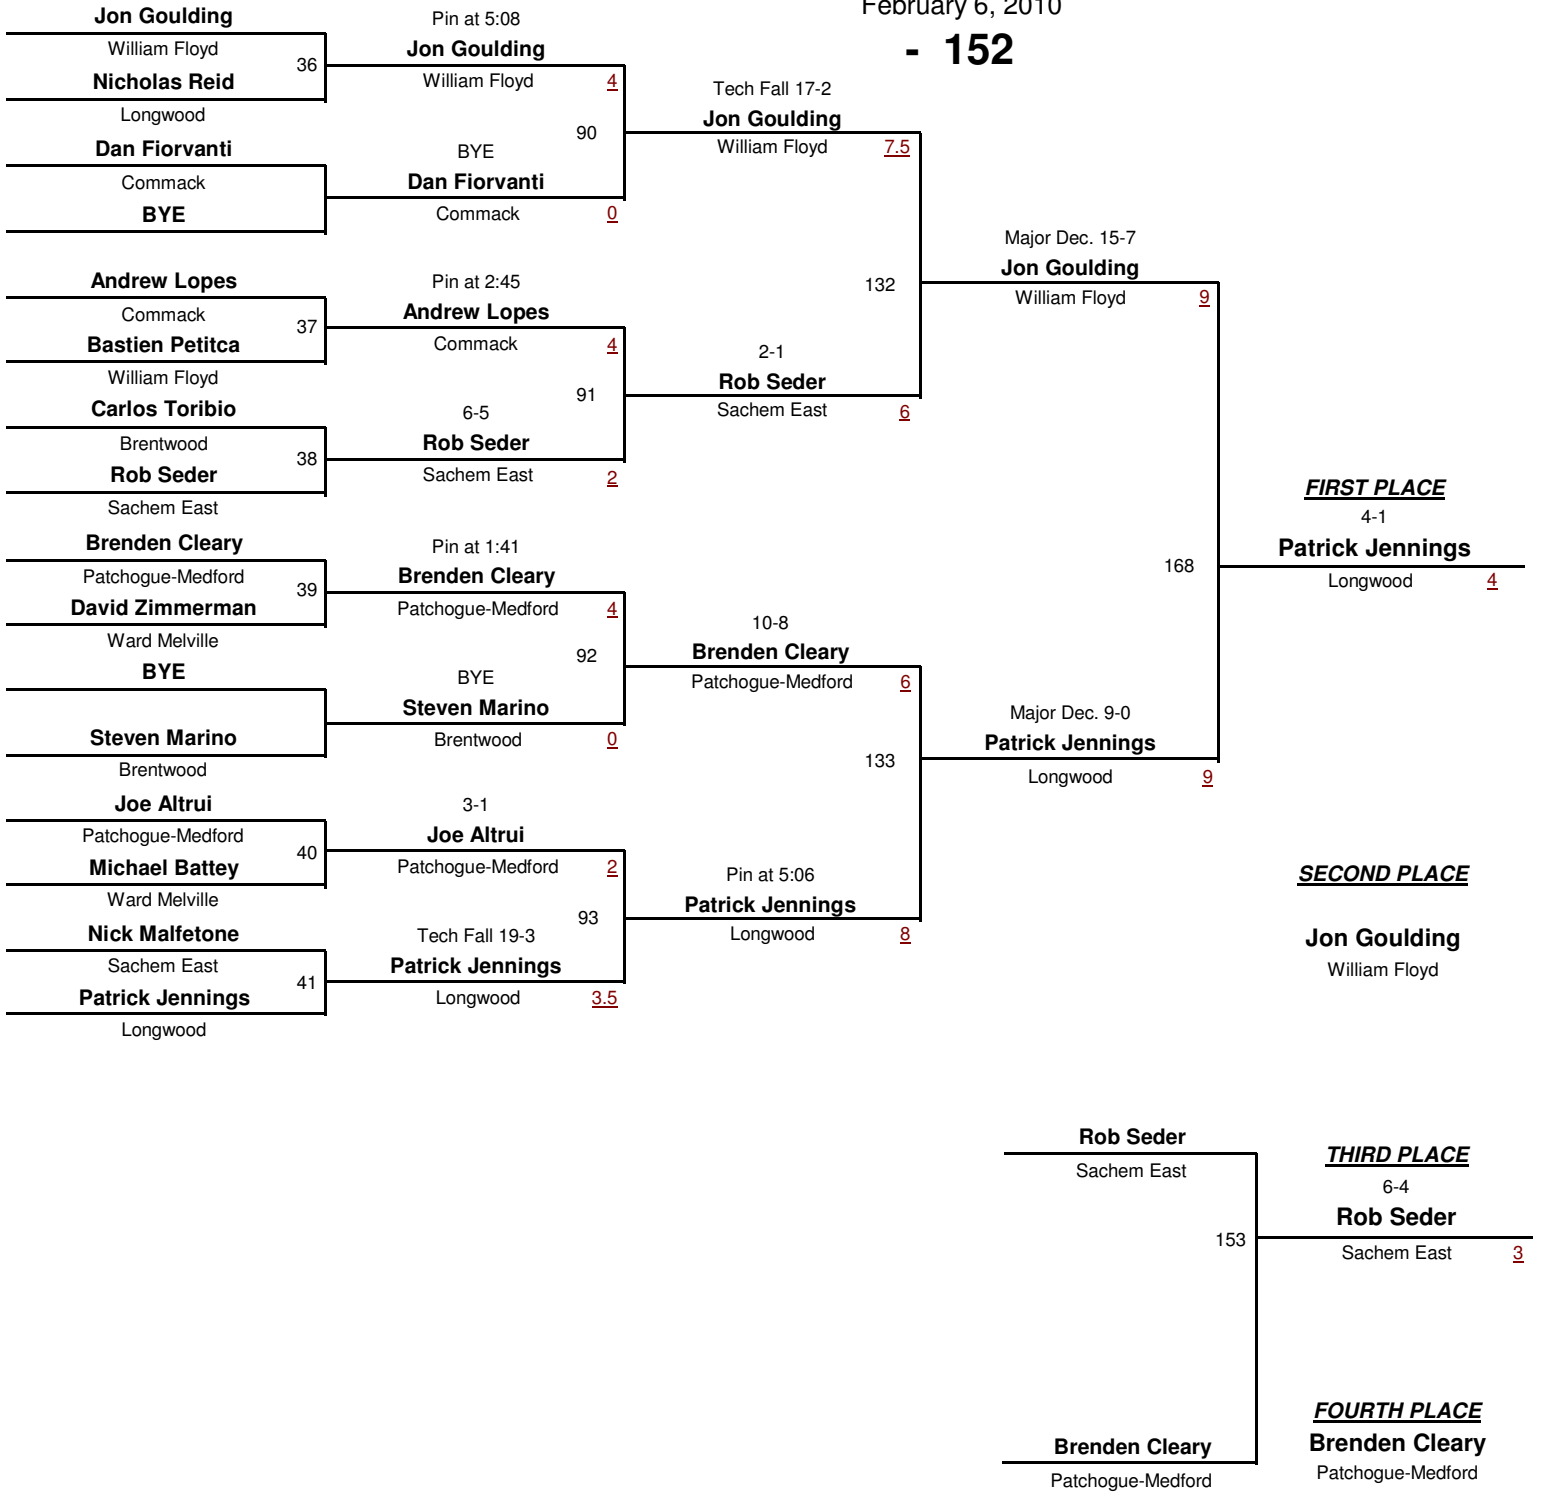 February 6, 2010
- 152
Jon Goulding
William Floyd
36
Nicholas Reid
Longwood
Dan Fiorvanti
Commack
BYE
Andrew Lopes
Commack
37
Bastien Petitca
William Floyd
Carlos Toribio
Brentwood
38
Rob Seder
Sachem East
Brenden Cleary
Patchogue-Medford
39
David Zimmerman
Ward Melville
BYE
Steven Marino
Brentwood
Joe Altrui
Patchogue-Medford
40
Michael Battey
Ward Melville
Nick Malfetone
Sachem East
41
Patrick Jennings
Longwood
Pin at 5:08
Jon Goulding
William Floyd 4
90
BYE
Dan Fiorvanti
Commack 0
Pin at 2:45
Andrew Lopes
Commack 4
91
6-5
Rob Seder
Sachem East 2
Pin at 1:41
Brenden Cleary
Patchogue-Medford 4
92
BYE
Steven Marino
Brentwood 0
3-1
Joe Altrui
Patchogue-Medford 2
93
Tech Fall 19-3
Patrick Jennings
Longwood 3.5
Tech Fall 17-2
Jon Goulding
William Floyd 7.5
132
2-1
Rob Seder
Sachem East 6
10-8
Brenden Cleary
Patchogue-Medford 6
133
Pin at 5:06
Patrick Jennings
Longwood 8
Major Dec. 15-7
Jon Goulding
William Floyd 9
168
Major Dec. 9-0
Patrick Jennings
Longwood 9
FIRST PLACE
4-1
Patrick Jennings
Longwood 4
SECOND PLACE
Jon Goulding
William Floyd
Rob Seder
Sachem East
153
Brenden Cleary
Patchogue-Medford
THIRD PLACE
6-4
Rob Seder
Sachem East 3
FOURTH PLACE
Brenden Cleary
Patchogue-Medford